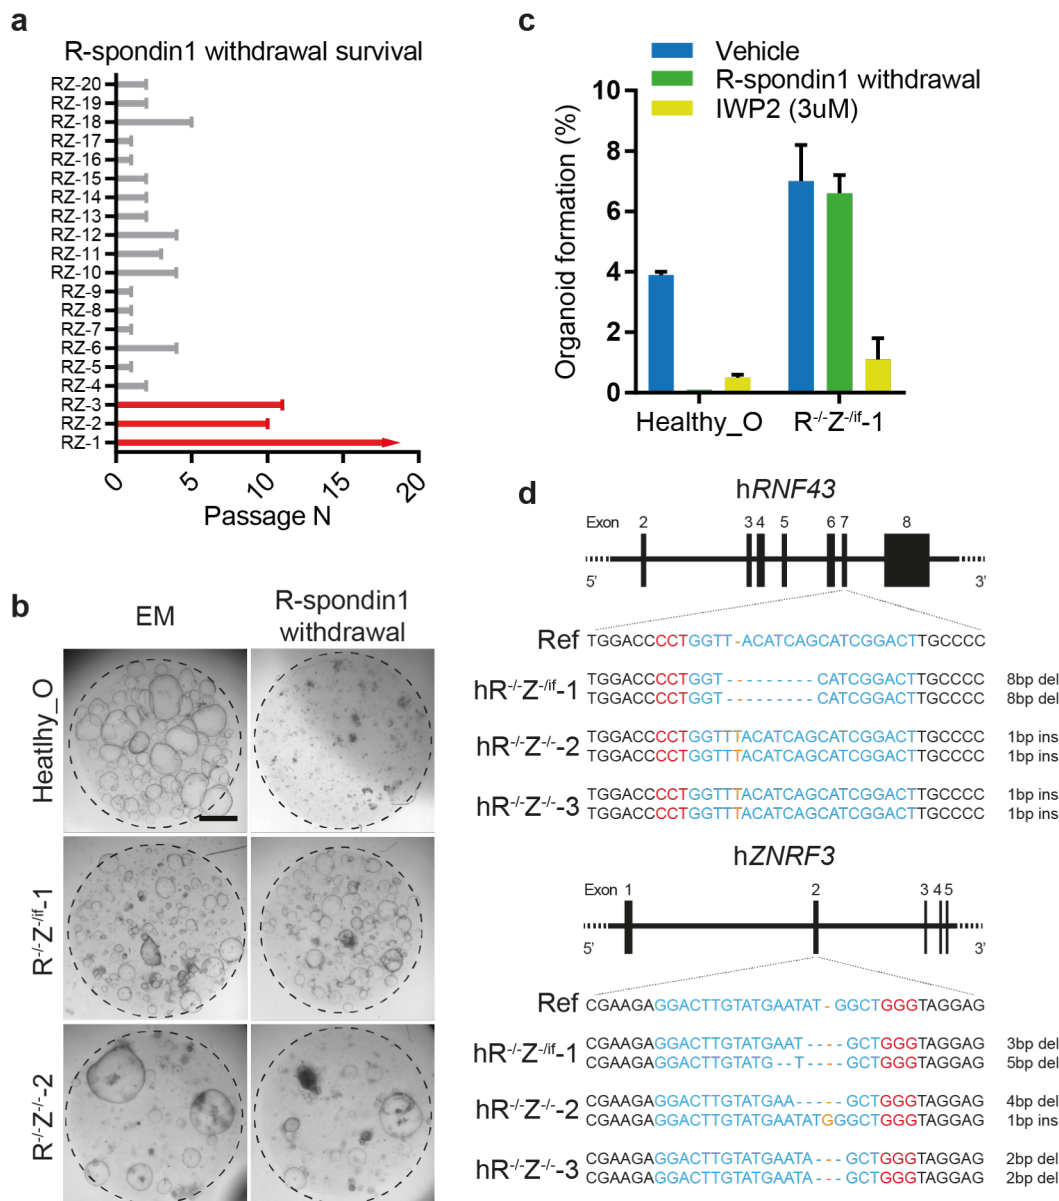 a
R-spondin1 withdrawal survival
RZ-20
RZ-19
RZ-18
RZ-17
RZ-16
RZ-15
RZ-14
RZ-13
RZ-12
RZ-11
RZ-10
RZ-9
RZ-8
RZ-7
RZ-6
RZ-5
RZ-4
RZ-3
RZ-2
RZ-1
0 5 10 15 20
Passage N
b
EM
R-spondin1
withdrawal
Heatlhy_O
R-/-Z-/if-1
R-/-Z-/--2
c
Vehicle
R-spondin1 withdrawal
IWP2 (3uM)
Organoid formation (%)
10
8
6
4
2
0
Healthy_O R-/-Z-/if-1
d
hRNF43
Exon 2 3 4 5 6 7 8
5' 3'
Ref TGGACCCCTGGTT-ACATCAGCATCGGACTTGCCCC
hR-/-Z-/if-1
TGGACCCCTGGT---------CATCGGACTTGCCCC 8bp del
TGGACCCCTGGT---------CATCGGACTTGCCCC 8bp del
hR-/-Z-/--2
TGGACCCCTGGTTTACATCAGCATCGGACTTGCCCC 1bp ins
TGGACCCCTGGTTTACATCAGCATCGGACTTGCCCC 1bp ins
hR-/-Z-/--3
TGGACCCCTGGTTTACATCAGCATCGGACTTGCCCC 1bp ins
TGGACCCCTGGTTTACATCAGCATCGGACTTGCCCC 1bp ins
hZNRF3
Exon 1 2 3 4 5
5' 3'
Ref CGAAGAGGACTTGTATGAATAT-GGCTGGGTAGGAG
hR-/-Z-/if-1
CGAAGAGGACTTGTATGAAT----GCTGGGTAGGAG 3bp del
CGAAGAGGACTTGTATG--T----GCTGGGTAGGAG 5bp del
hR-/-Z-/--2
CGAAGAGGACTTGTATGAA-----GCTGGGTAGGAG 4bp del
CGAAGAGGACTTGTATGAATATGGGCTGGGTAGGAG 1bp ins
hR-/-Z-/--3
CGAAGAGGACTTGTATGAATA---GCTGGGTAGGAG 2bp del
CGAAGAGGACTTGTATGAATA---GCTGGGTAGGAG 2bp del